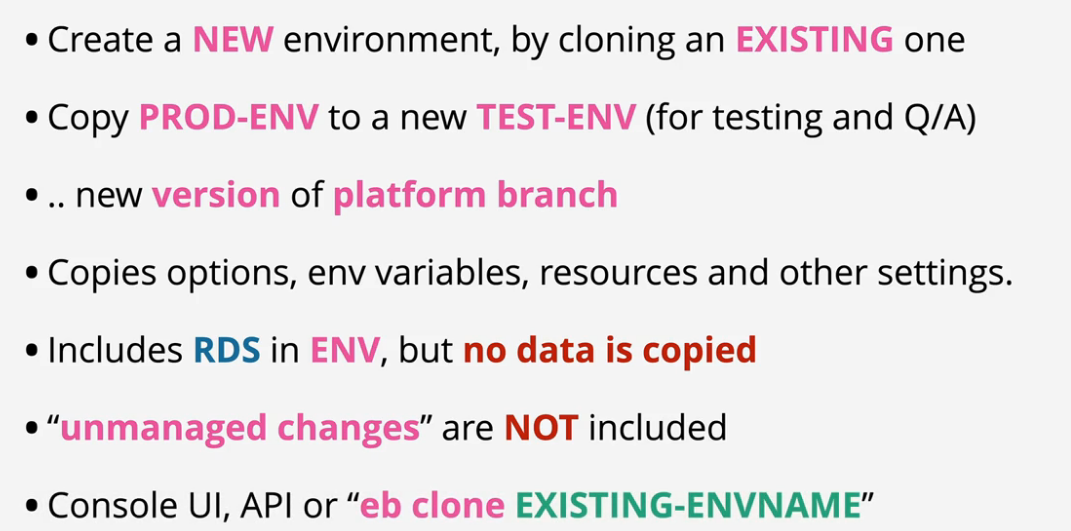 • Create a NEW environment, by cloning an EXISTING one
• Copy PROD-ENV to a new TEST-ENV (for testing and Q/A)
• .. new version of platform branch
• Copies options, env variables, resources and other settings.
• Includes RDS in ENV, but no data is copied
• “unmanaged changes” are NOT included
• Console UI, API or “eb clone EXISTING-ENVNAME”